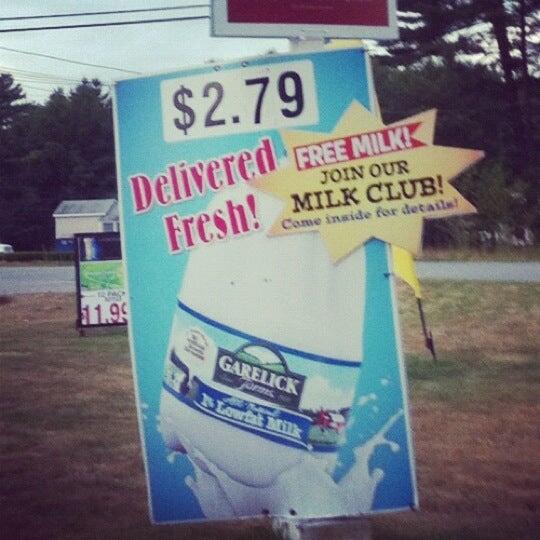 $2.79
Delivered
Fresh!
FREE MILK!
JOIN OUR
MILK CLUB!
Come inside for details!
GARELICK
Farms
1% Lowfat Milk
11.99